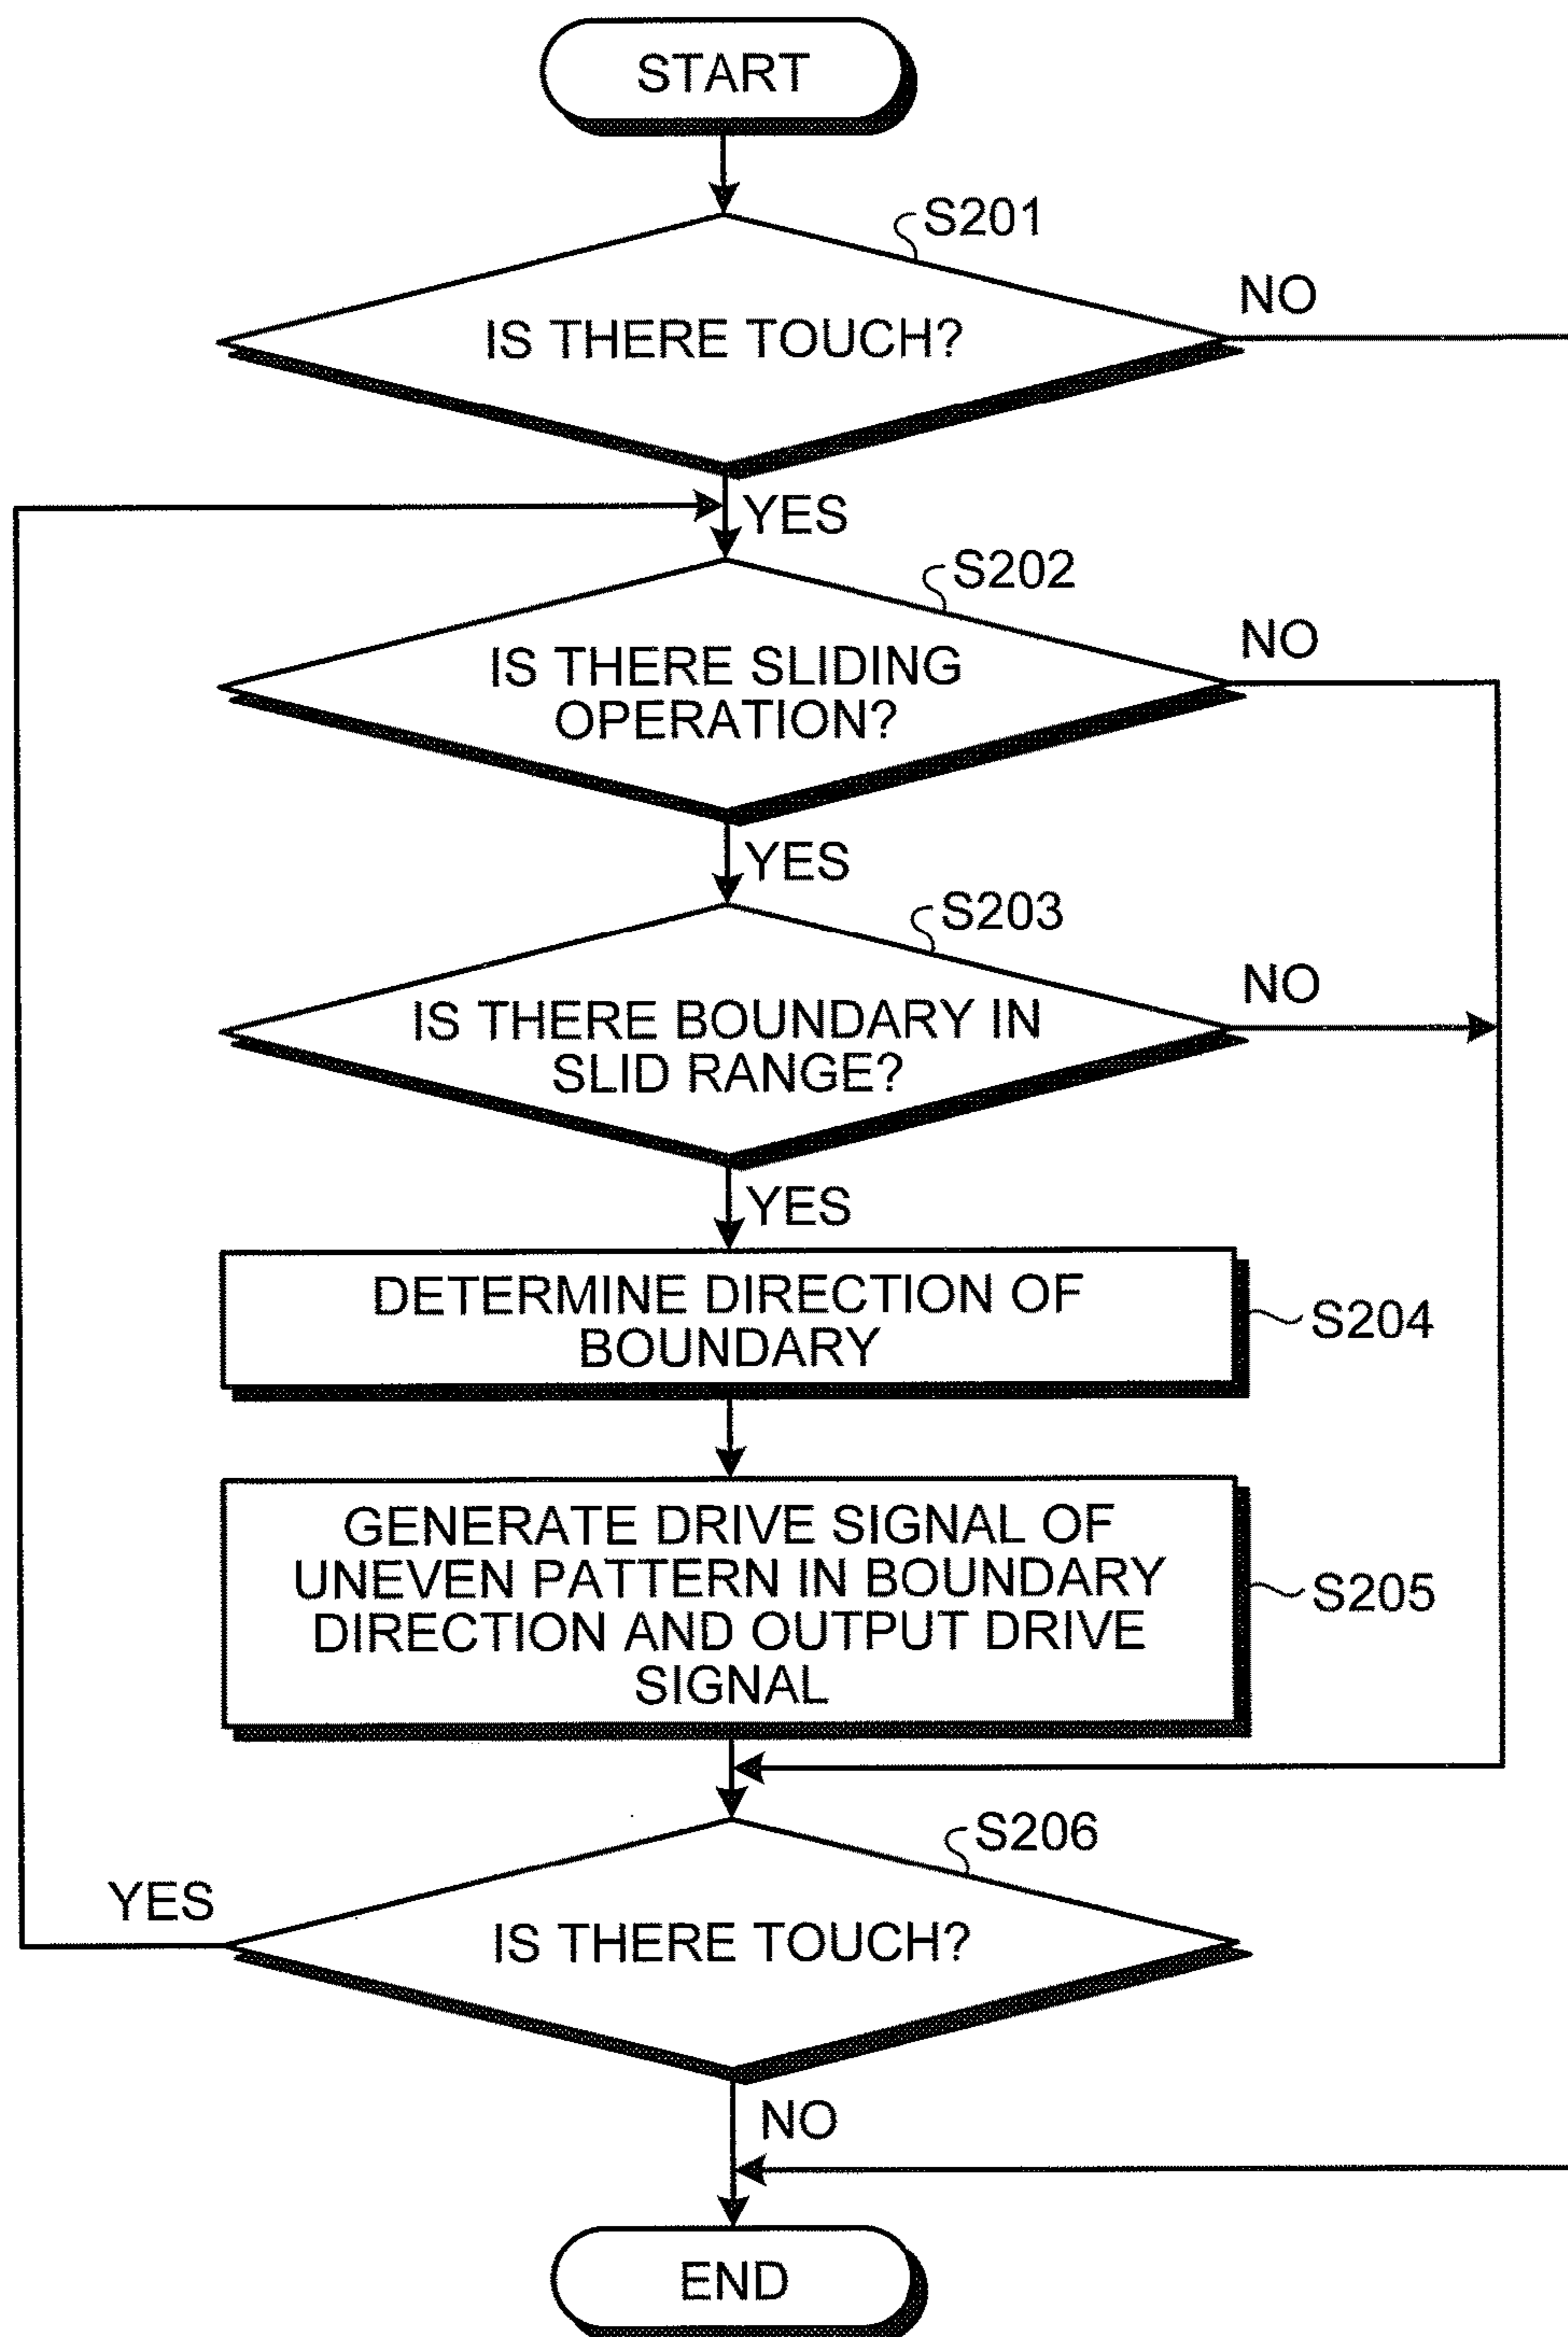 START
S201
NO
IS THERE TOUCH?
YES
S202
NO
IS THERE SLIDING
OPERATION?
YES
S203
NO
IS THERE BOUNDARY IN
SLID RANGE?
YES
DETERMINE DIRECTION OF
BOUNDARY
S204
GENERATE DRIVE SIGNAL OF
UNEVEN PATTERN IN BOUNDARY
DIRECTION AND OUTPUT DRIVE
SIGNAL
S205
S206
YES
IS THERE TOUCH?
NO
END